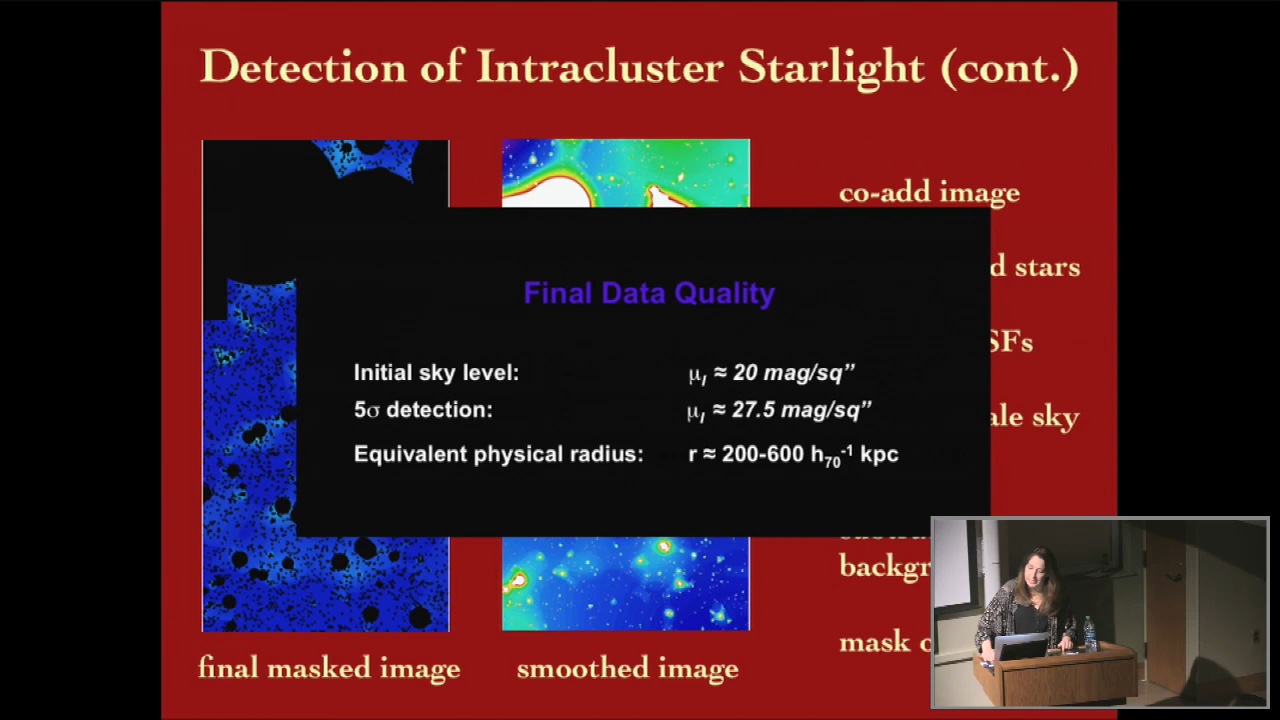 Detection of Intracluster Starlight (cont.)
co-add image
d stars
Final Data Quality
SFs
Initial sky level: μI ≈ 20 mag/sq”
5σ detection: μI ≈ 27.5 mag/sq”
ale sky
Equivalent physical radius: r ≈ 200-600 h70-1 kpc
backgr
mask o
final masked image
smoothed image